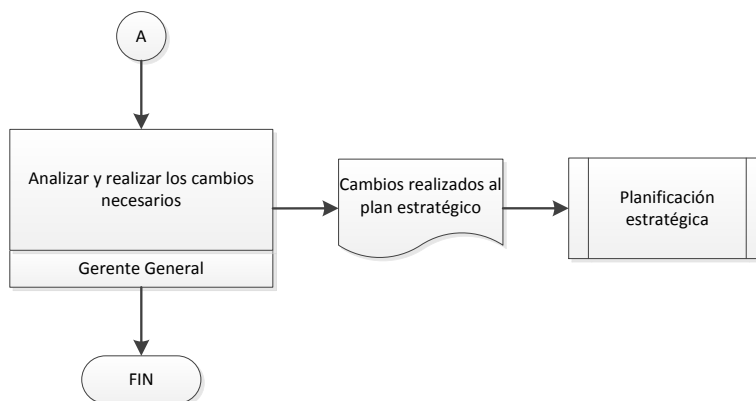 A
Analizar y realizar los cambios
necesarios
Gerente General
Cambios realizados al
plan estratégico
Planificación
estratégica
FIN